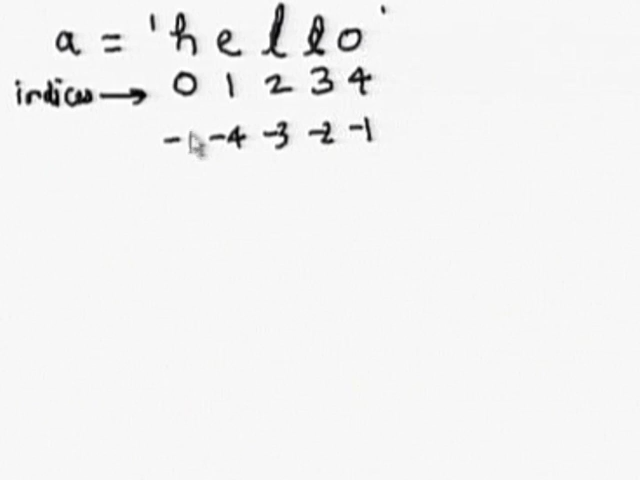 a = 'hello'
indices → 0 1 2 3 4
- -4 -3 -2 -1